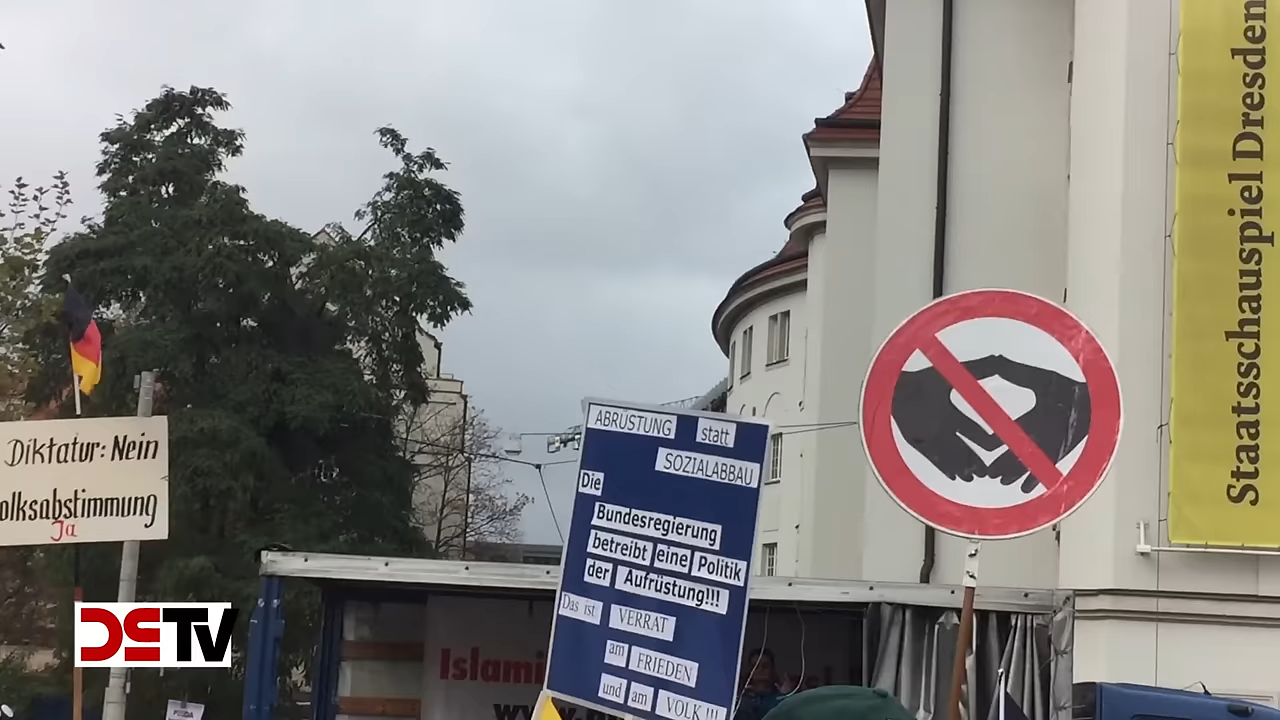 Diktatur: Nein
olksabstimmung
Ja
ABRÜSTUNG statt
SOZIALABBAU
Die
Bundesregierung
betreibt eine Politik
der Aufrüstung!!!
Das ist VERRAT
am FRIEDEN
und am VOLK !!!
Staatsschauspiel Dresden
Islami
www.
DSTV